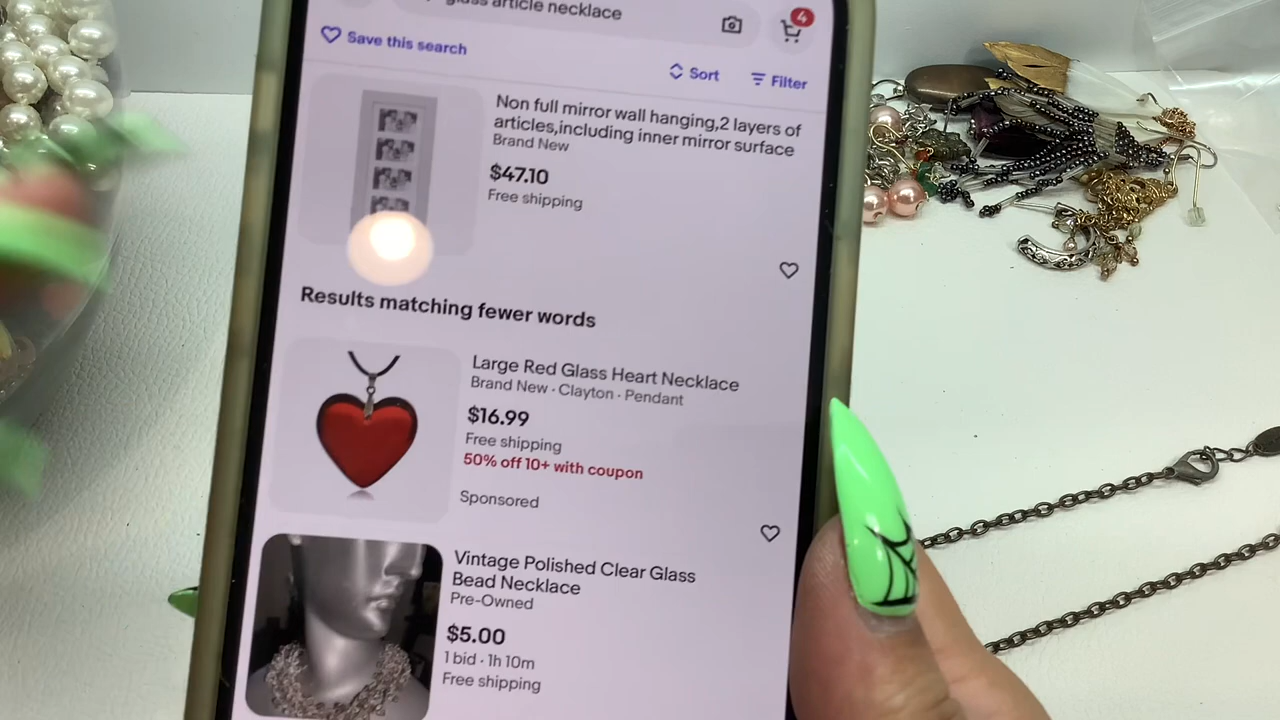 glass article necklace
4
Save this search
Sort
Filter
Non full mirror wall hanging,2 layers of
articles,including inner mirror surface
Brand New
$47.10
Free shipping
Results matching fewer words
Large Red Glass Heart Necklace
Brand New · Clayton · Pendant
$16.99
Free shipping
50% off 10+ with coupon
Sponsored
Vintage Polished Clear Glass
Bead Necklace
Pre-Owned
$5.00
1 bid · 1h 10m
Free shipping